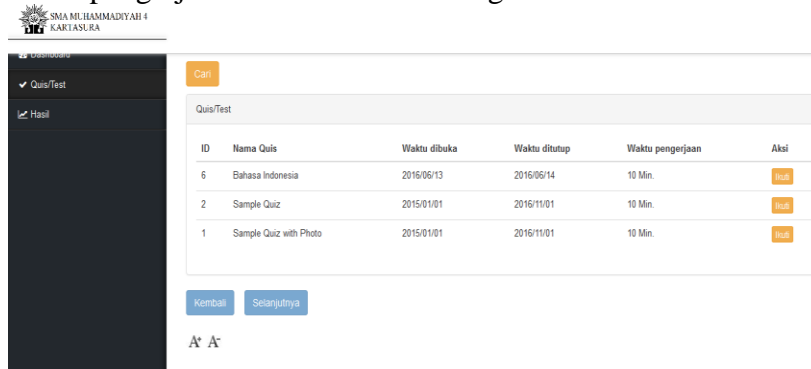 SMA MUHAMMADIYAH 4
KARTASURA
Dashboard
Quis/Test
Hasil
Cari
Quis/Test
ID Nama Quis Waktu dibuka Waktu ditutup Waktu pengerjaan Aksi
6 Bahasa Indonesia 2016/06/13 2016/06/14 10 Min. Ikuti
2 Sample Quiz 2015/01/01 2016/11/01 10 Min. Ikuti
1 Sample Quiz with Photo 2015/01/01 2016/11/01 10 Min. Ikuti
Kembali Selanjutnya
A+ A-